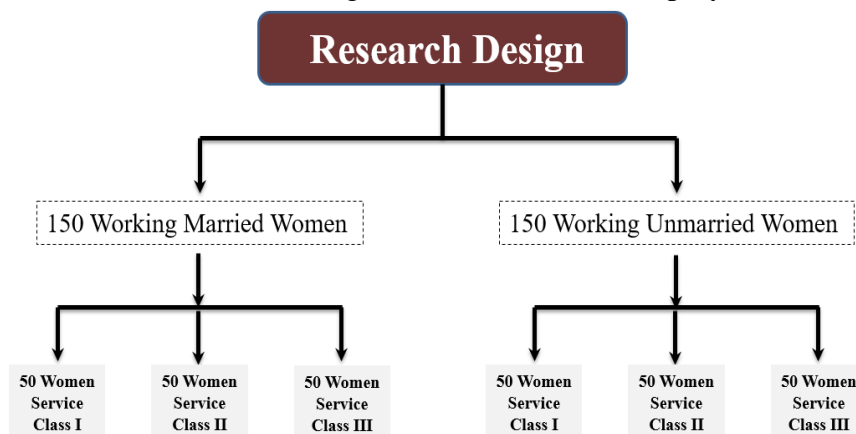 Research Design
150 Working Married Women
150 Working Unmarried Women
50 Women
Service
Class I
50 Women
Service
Class II
50 Women
Service
Class III
50 Women
Service
Class I
50 Women
Service
Class II
50 Women
Service
Class III